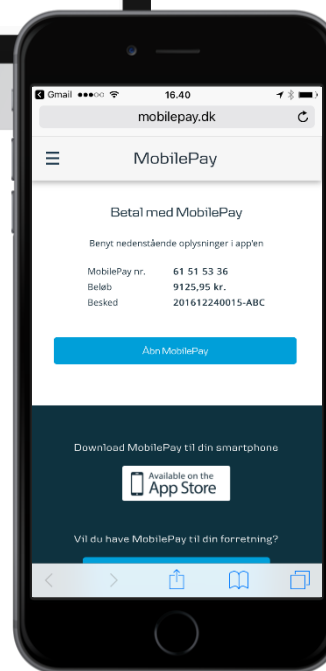 Gmail 16.40
mobilepay.dk
MobilePay
Betal med MobilePay
Benyt nedenstående oplysninger i app'en
MobilePay nr. 61 51 53 36
Beløb 9125,95 kr.
Besked 201612240015-ABC
Åbn MobilePay
Download MobilePay til din smartphone
Available on the
App Store
Vil du have MobilePay til din forretning?